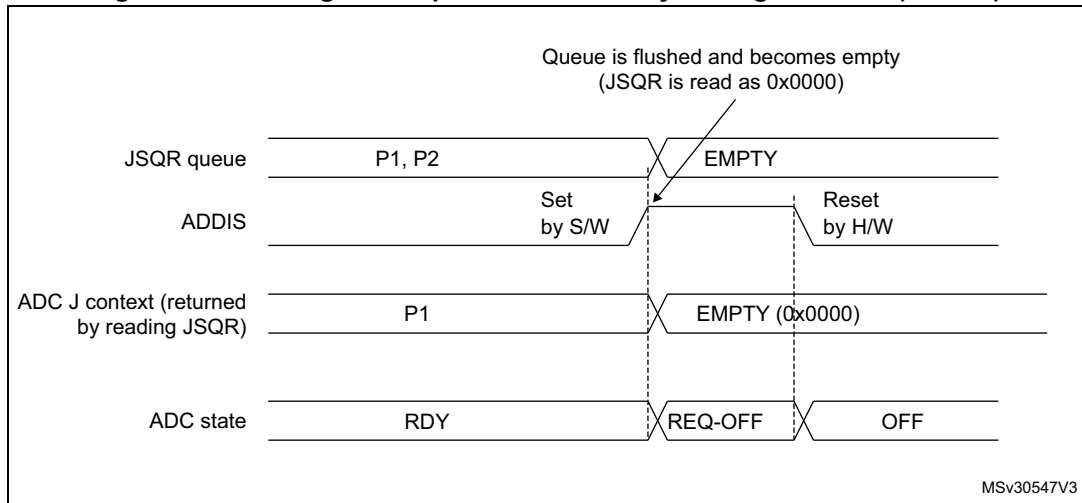 Queue is flushed and becomes empty
(JSQR is read as 0x0000)
JSQR queue
P1, P2
EMPTY
ADDIS
Set
by S/W
Reset
by H/W
ADC J context (returned
by reading JSQR)
P1
EMPTY (0x0000)
ADC state
RDY
REQ-OFF
OFF
MSv30547V3